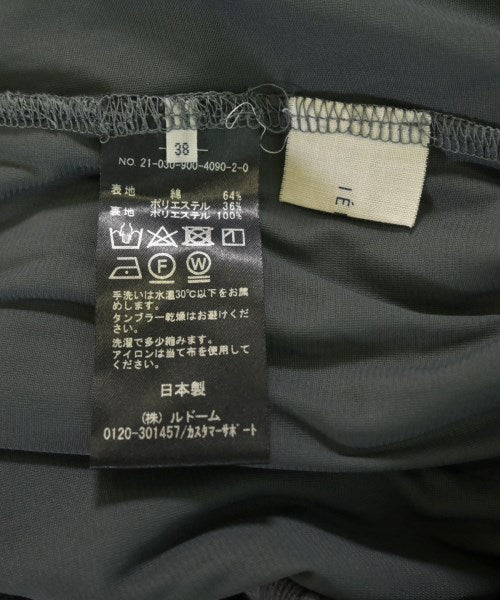 38
NO. 21-030-900-4090-2-0
表地 綿 64%
ポリエステル 36%
裏地 ポリエステル 100%
手洗いは水温30℃以下をお薦
めします。
タンブラー乾燥はお避けくだ
さい。
洗濯で多少縮みます。
アイロンは当て布を使用して
ください。
日本製
(株) ルドーム
0120-301457/カスタマーサポート